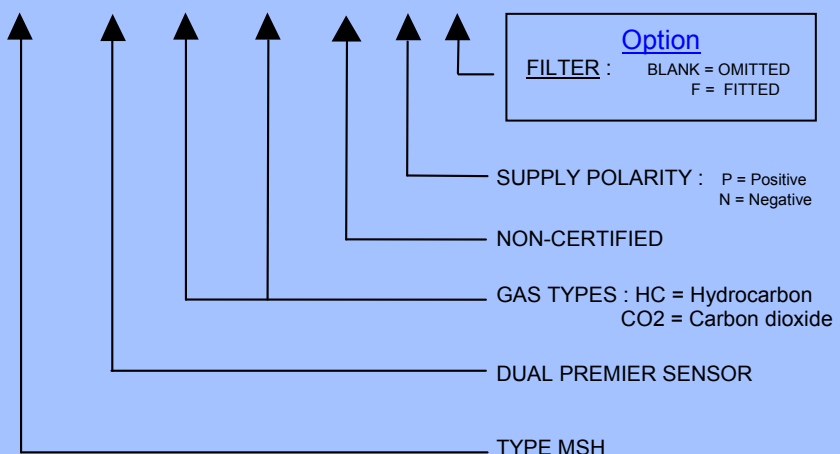 Option
FILTER : BLANK = OMITTED
F = FITTED
SUPPLY POLARITY : P = Positive
N = Negative
NON-CERTIFIED
GAS TYPES : HC = Hydrocarbon
CO2 = Carbon dioxide
DUAL PREMIER SENSOR
TYPE MSH